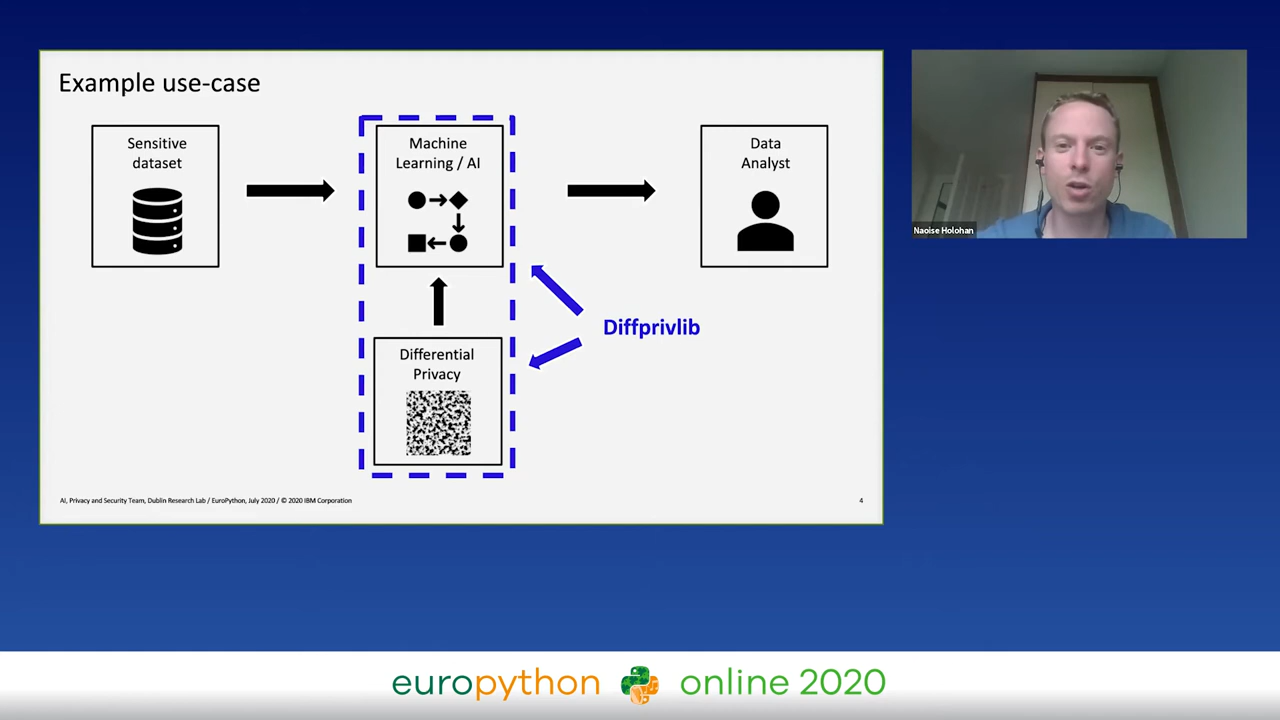 Example use-case
Sensitive
dataset
Machine
Learning / AI
Data
Analyst
Naoise Holohan
Diffprivlib
Differential
Privacy
AI, Privacy and Security Team, Dublin Research Lab / EuroPython, July 2020 / © 2020 IBM Corporation
4
europython online 2020